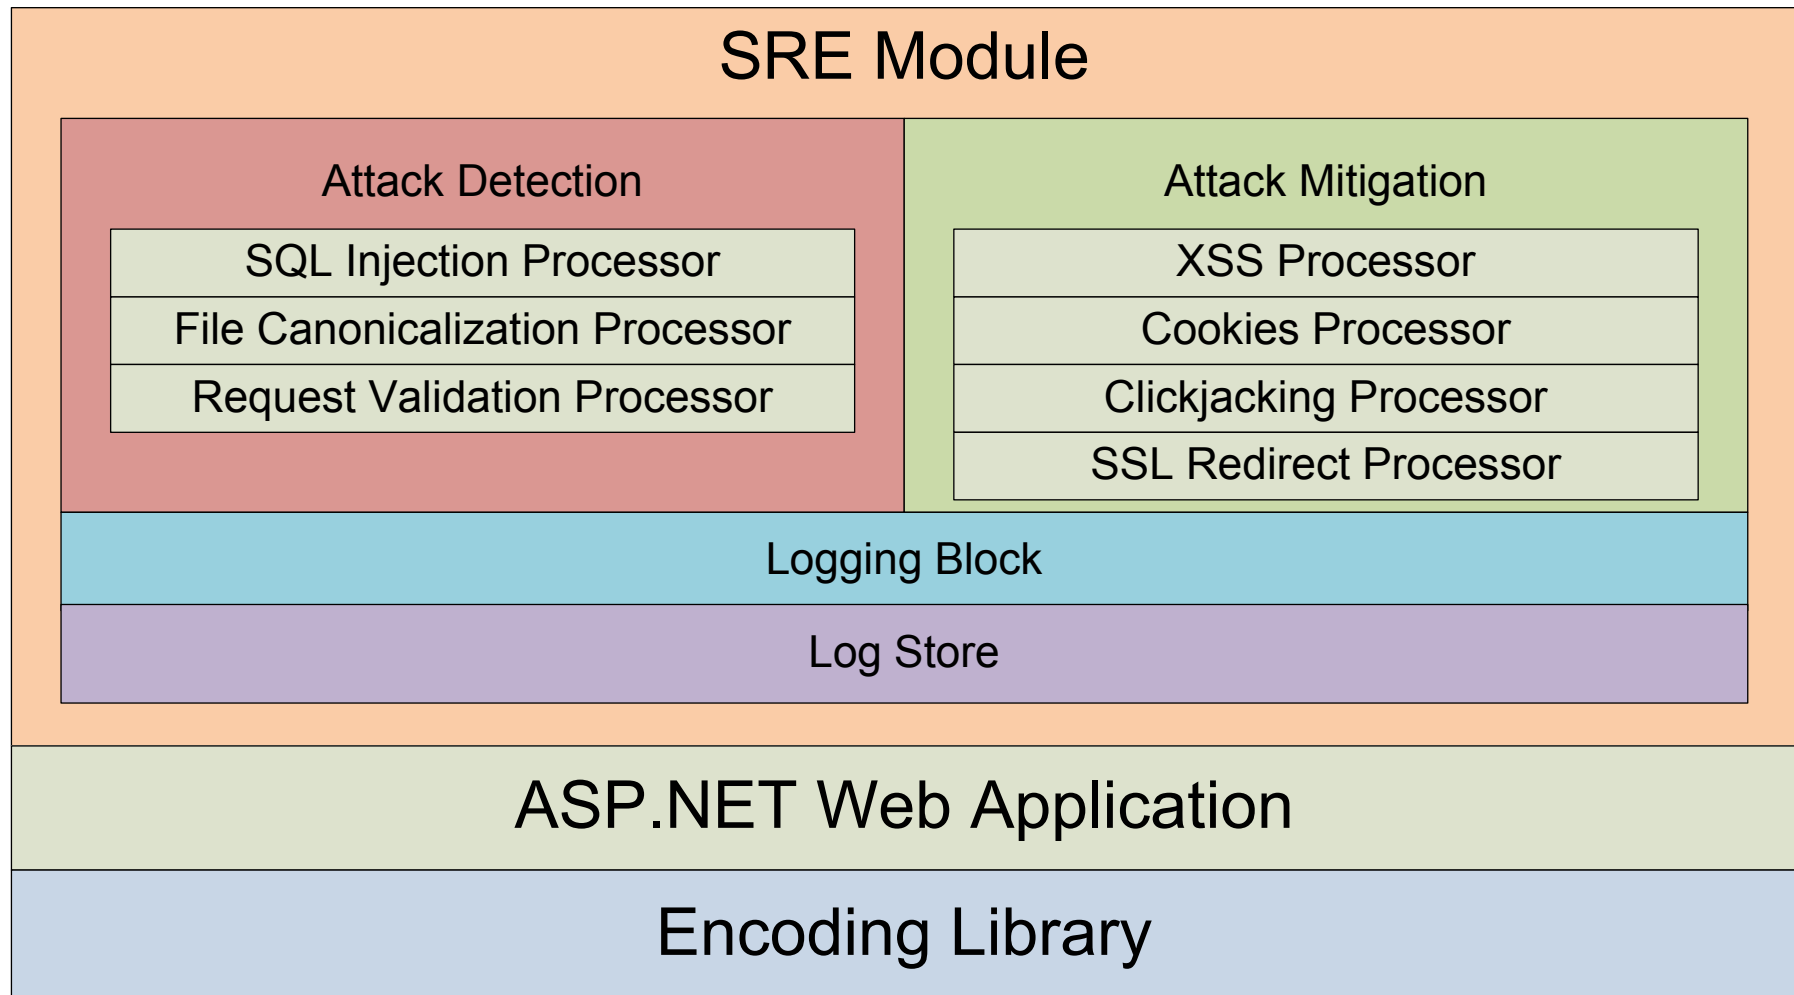 SRE Module
Attack Detection
SQL Injection Processor
File Canonicalization Processor
Request Validation Processor
Attack Mitigation
XSS Processor
Cookies Processor
Clickjacking Processor
SSL Redirect Processor
Logging Block
Log Store
ASP.NET Web Application
Encoding Library